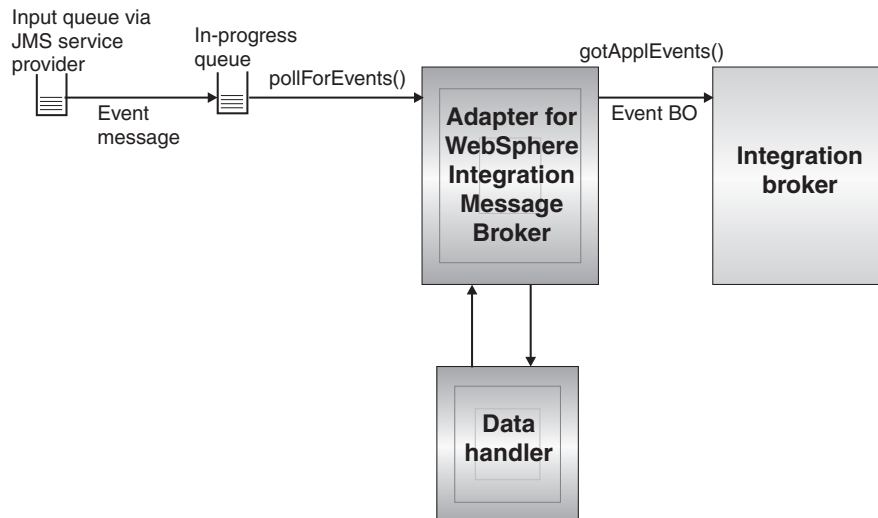 Input queue via
JMS service
provider
In-progress
queue
pollForEvents()
gotApplEvents()
Event
message
Event BO
Adapter for
WebSphere
Integration
Message
Broker
Integration
broker
Data
handler